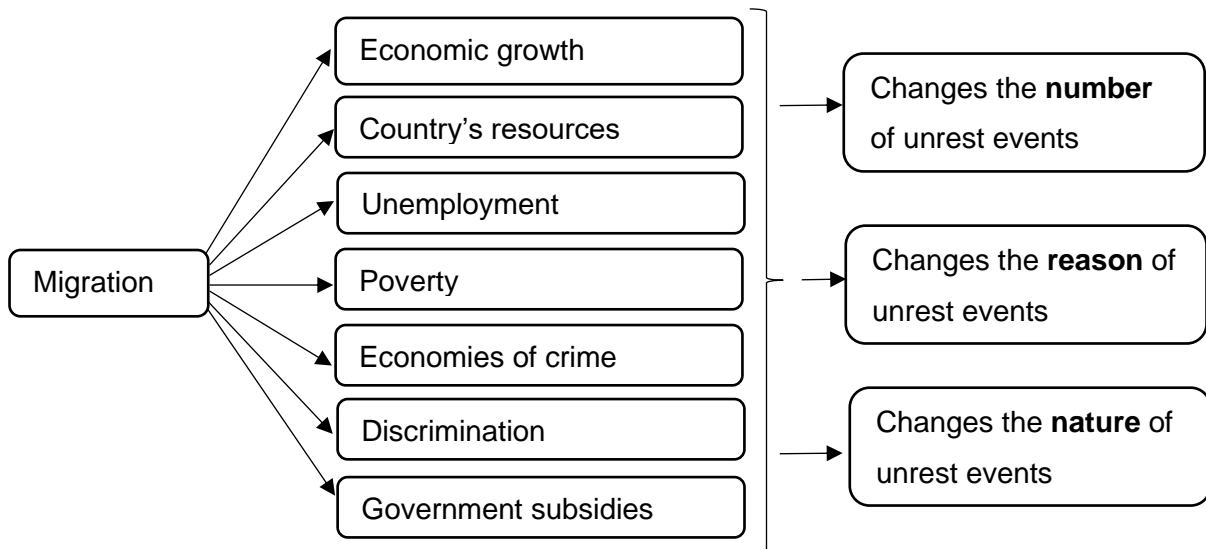 Migration
Economic growth
Country’s resources
Unemployment
Poverty
Economies of crime
Discrimination
Government subsidies
Changes the number
of unrest events
Changes the reason of
unrest events
Changes the nature of
unrest events